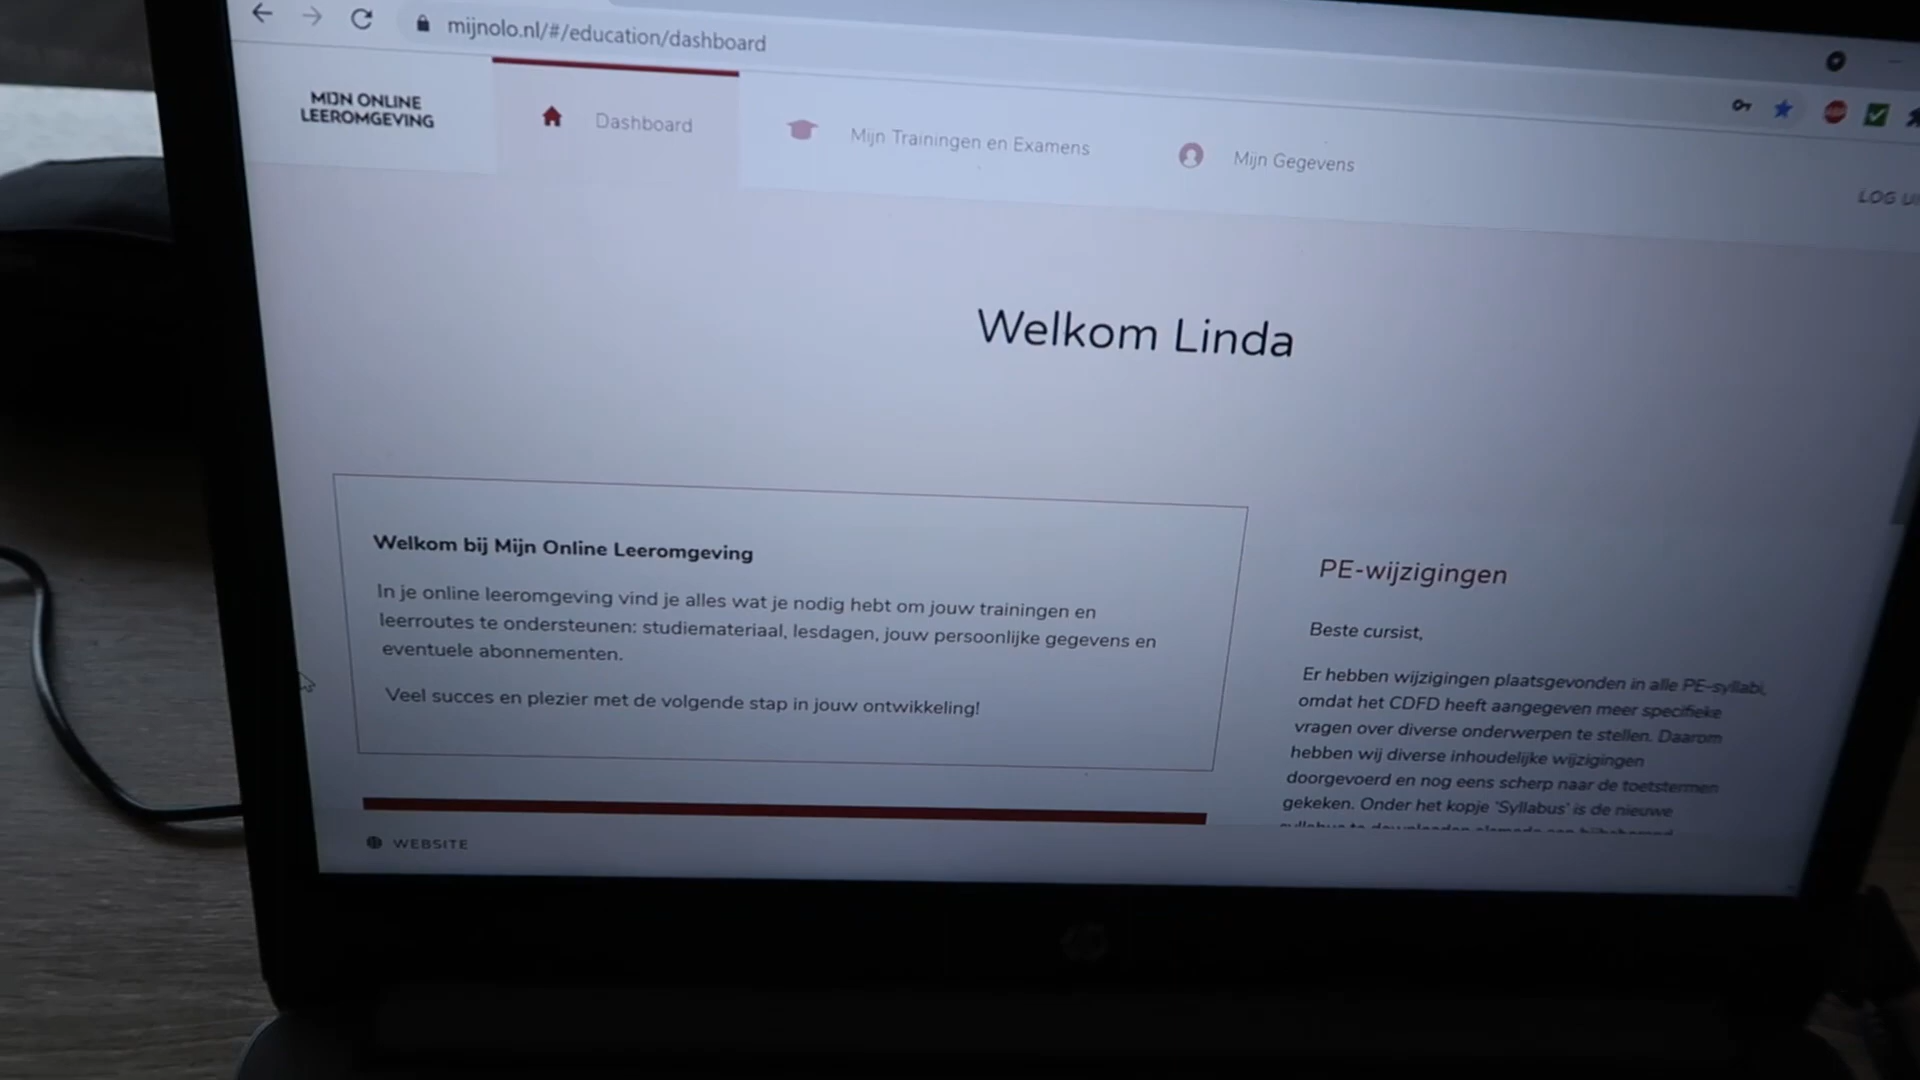 mijnolo.nl/#/education/dashboard
MIJN ONLINE
LEEROMGEVING
Dashboard
Mijn Trainingen en Examens
Mijn Gegevens
LOG
Welkom Linda
Welkom bij Mijn Online Leeromgeving
In je online leeromgeving vind je alles wat je nodig hebt om jouw trainingen en
leerroutes te ondersteunen: studiemateriaal, lesdagen, jouw persoonlijke gegevens en
eventuele abonnementen.
Veel succes en plezier met de volgende stap in jouw ontwikkeling!
PE-wijzigingen
Beste cursist,
Er hebben wijzigingen plaatsgevonden in alle PE-syllabi,
omdat het CDFD heeft aangegeven meer specifieke
vragen over diverse onderwerpen te stellen. Daarom
hebben wij diverse inhoudelijke wijzigingen
doorgevoerd en nog eens scherp naar de toetstermen
gekeken. Onder het kopje 'Syllabus' is de nieuwe
WEBSITE
hp